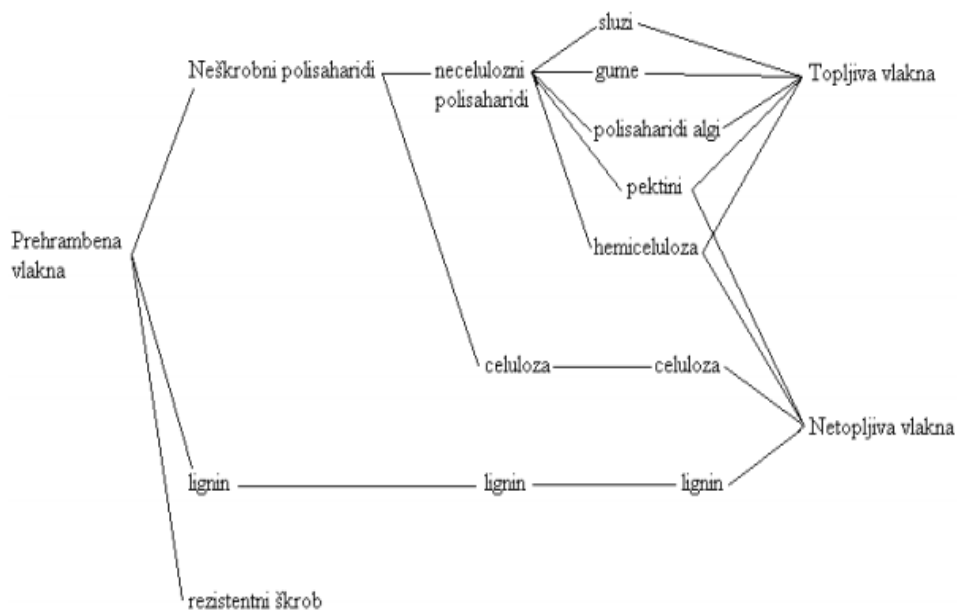 sluzi
Neškrobni polisaharidi
necelulozni
polisaharidi
gume
Topljiva vlakna
polisaharidi algi
pektini
Prehrambena
vlakna
hemiceluloza
celuloza
celuloza
Netopljiva vlakna
lignin
lignin
lignin
rezistentni škrob